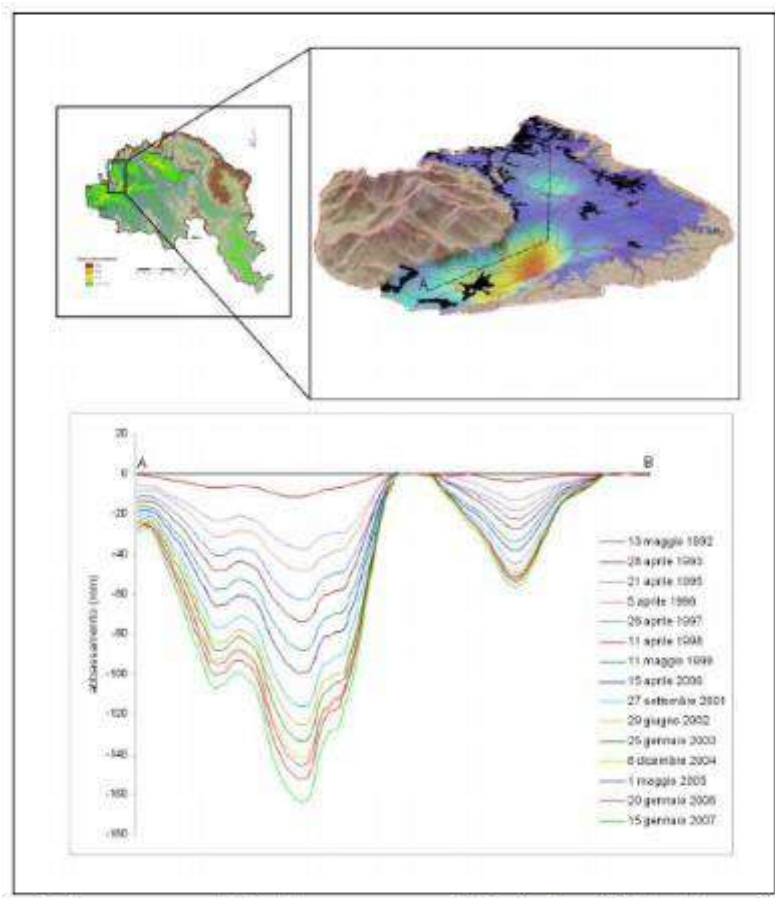 A
20
A
B
0
-20
-40
-60
-80
-100
-120
-140
-160
-180
abbassamento (mm)
13 maggio 1992
28 aprile 1993
21 aprile 1995
5 aprile 1996
26 aprile 1997
11 aprile 1998
11 maggio 1999
15 aprile 2000
27 settembre 2001
29 giugno 2002
25 gennaio 2003
8 dicembre 2004
1 maggio 2005
20 gennaio 2006
15 gennaio 2007